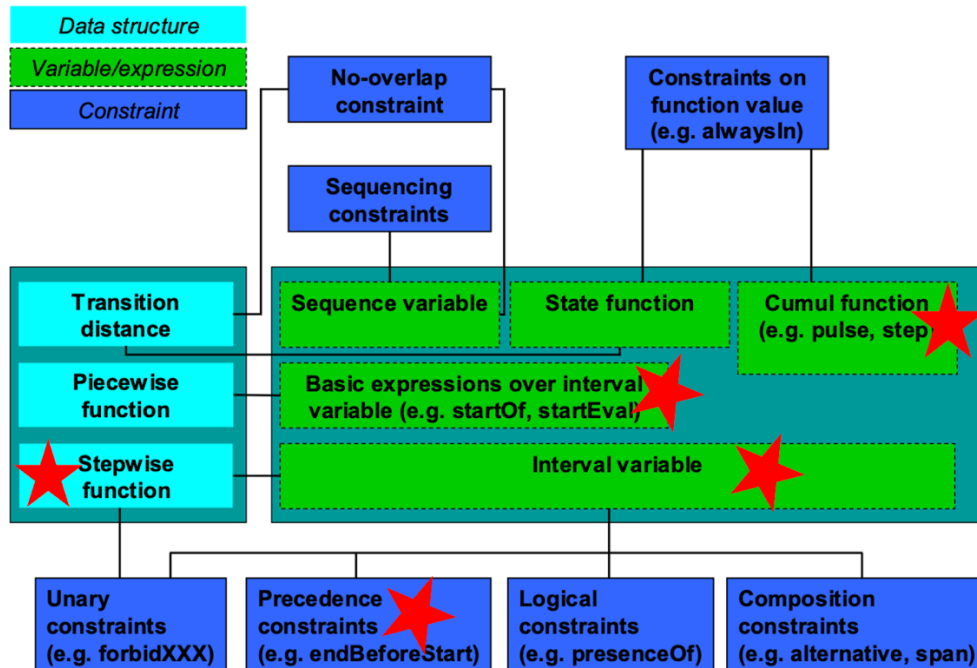 Data structure
Variable/expression
Constraint
No-overlap
constraint
Constraints on
function value
(e.g. alwaysIn)
Sequencing
constraints
Transition
distance
Sequence variable
State function
Cumul function
(e.g. pulse, step
Piecewise
function
Basic expressions over interval
variable (e.g. startOf, startEval)
Stepwise
function
Interval variable
Unary
constraints
(e.g. forbidXXX)
Precedence
constraints
(e.g. endBeforeStart)
Logical
constraints
(e.g. presenceOf)
Composition
constraints
(e.g. alternative, span)